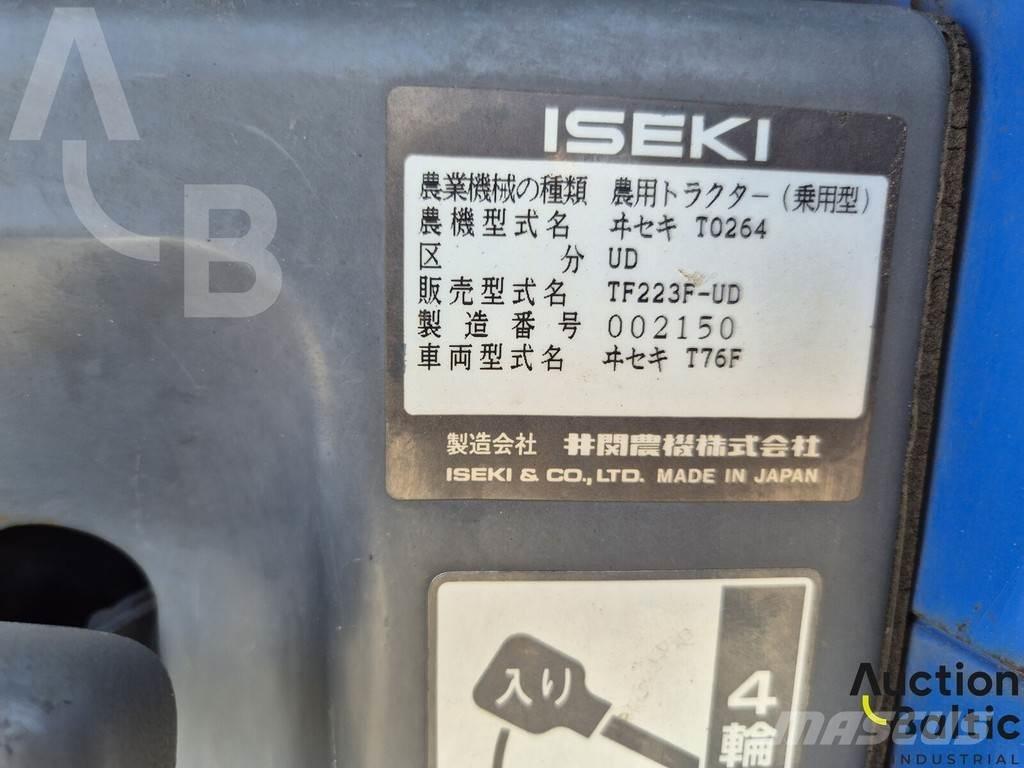 AB
ISEKI
農業機械の種類 農用トラクター(乗用型)
農機型式名 ヰセキ T0264
区分 UD
販売型式名 TF223F-UD
製造番号 002150
車両型式名 ヰセキ T76F
製造会社 井関農機株式会社
ISEKI & CO., LTD. MADE IN JAPAN
入り
4輪
Auction
Baltic
INDUSTRIAL
MASCUS